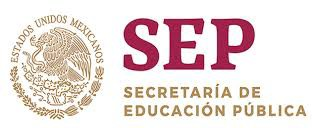 ESTADOS UNIDOS MEXICANOS
SEP
SECRETARÍA DE
EDUCACIÓN PÚBLICA